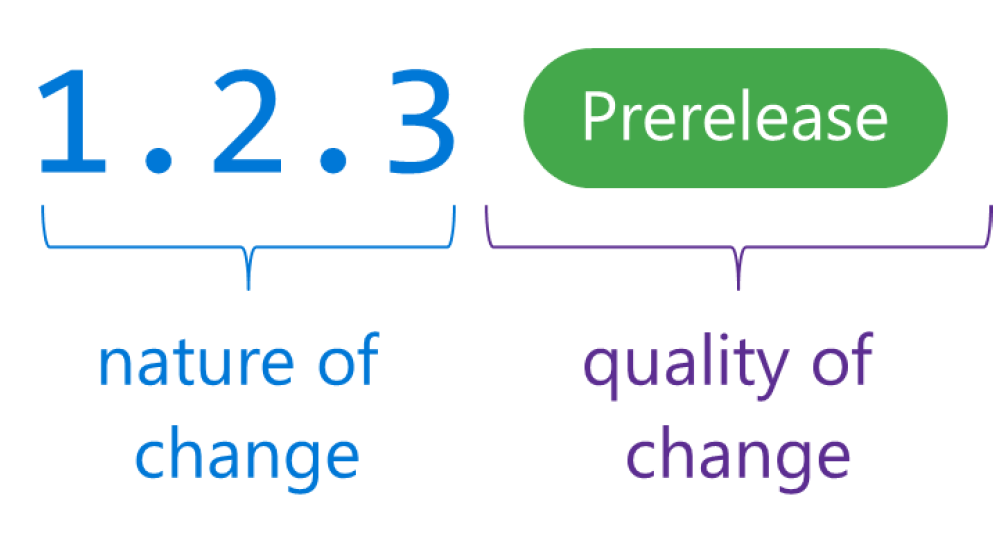 1.2.3 Prerelease
nature of
change
quality of
change